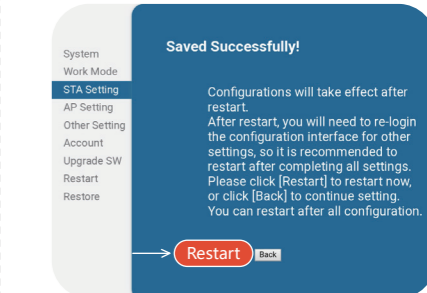 System
Work Mode
STA Setting
AP Setting
Other Setting
Account
Upgrade SW
Restart
Restore
Saved Successfully!
Configurations will take effect after
restart.
After restart, you will need to re-login
the configuration interface for other
settings, so it is recommended to
restart after completing all settings.
Please click [Restart] to restart now,
or click [Back] to continue setting.
You can restart after all configuration.
Restart
Back